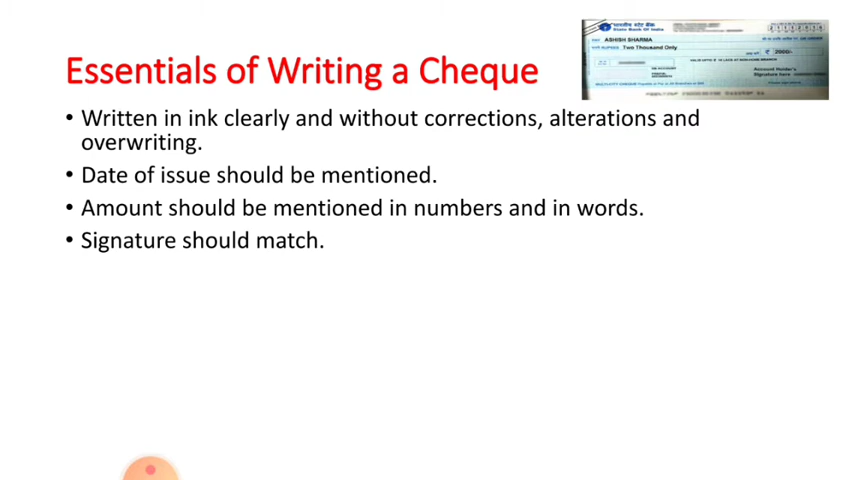 Essentials of Writing a Cheque
भारतीय स्टेट बैंक
State Bank Of India
ASHISH SHARMA
Two Thousand Only
₹ 2000/-
Account Holder's
Signature here
• Written in ink clearly and without corrections, alterations and
overwriting.
• Date of issue should be mentioned.
• Amount should be mentioned in numbers and in words.
• Signature should match.